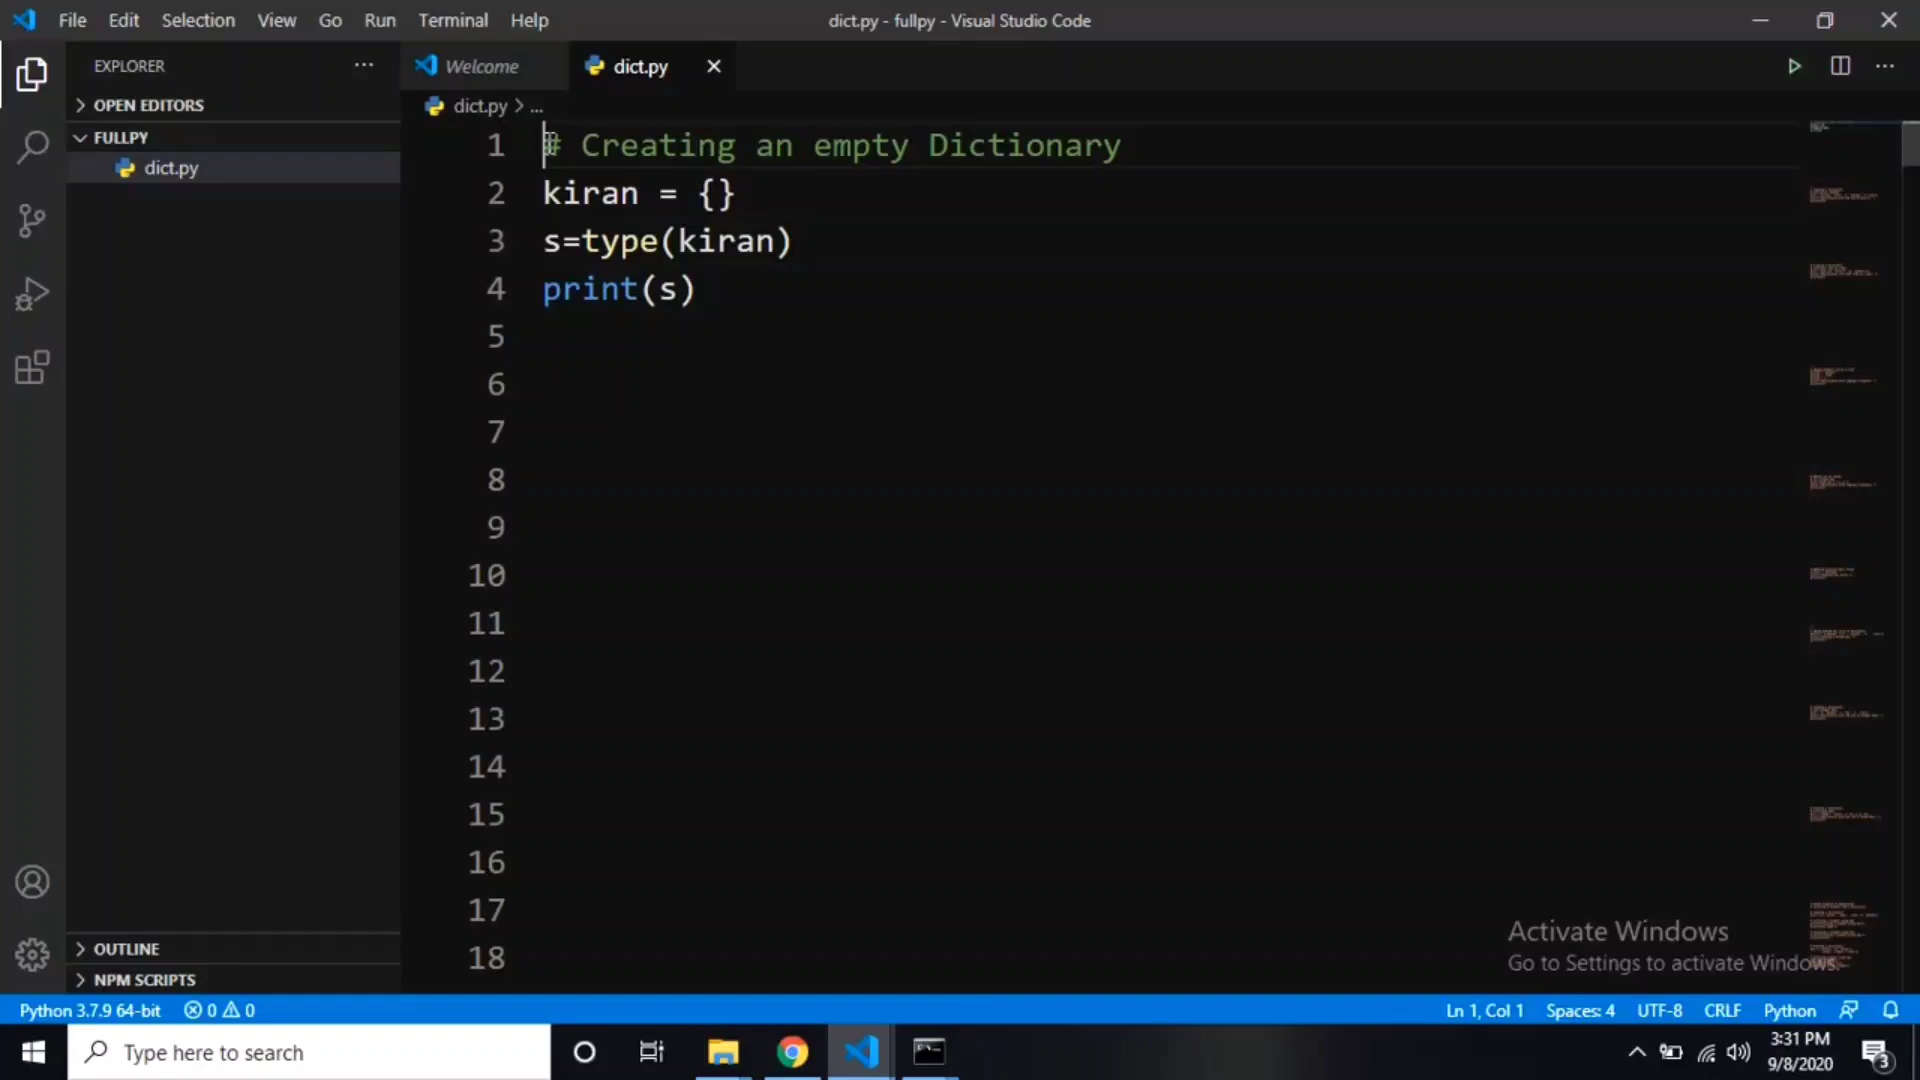 File Edit Selection View Go Run Terminal Help
dict.py - fullpy - Visual Studio Code
EXPLORER
Welcome
dict.py
OPEN EDITORS
dict.py > ...
FULLPY
dict.py
1 # Creating an empty Dictionary
2 kiran = {}
3 s=type(kiran)
4 print(s)
5
6
7
8
9
10
11
12
13
14
15
16
17
18
Activate Windows
Go to Settings to activate Windows.
OUTLINE
NPM SCRIPTS
Python 3.7.9 64-bit 0 0
Ln 1, Col 1 Spaces: 4 UTF-8 CRLF Python
Type here to search
3:31 PM
9/8/2020
3